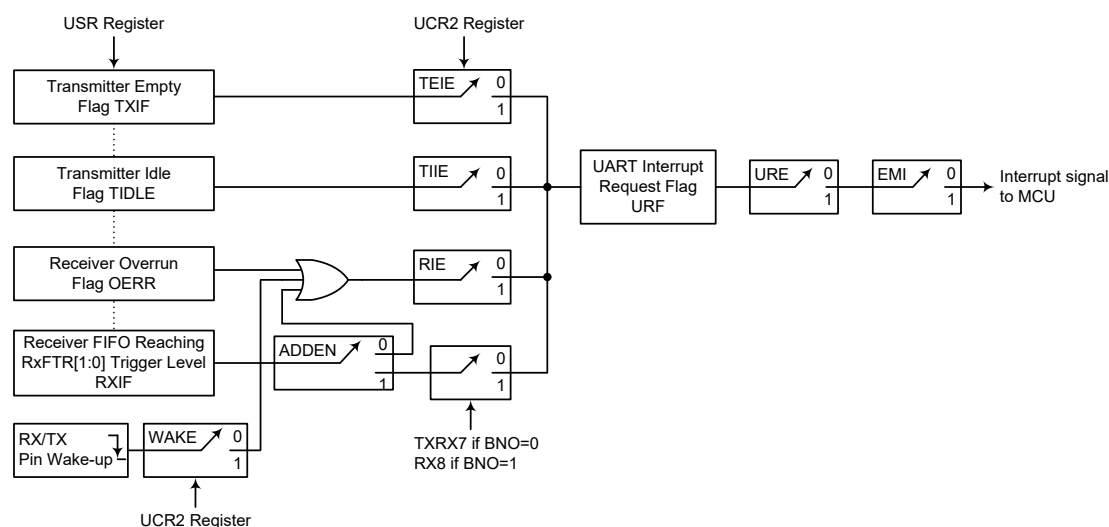 USR Register
UCR2 Register
Transmitter Empty
Flag TXIF
TEIE
0
1
Transmitter Idle
Flag TIDLE
TIIE
0
1
UART Interrupt
Request Flag
URF
URE
0
1
EMI
0
1
Interrupt signal
to MCU
Receiver Overrun
Flag OERR
RIE
0
1
Receiver FIFO Reaching
RxFTR[1:0] Trigger Level
RXIF
ADDEN
0
1
0
1
TXRX7 if BNO=0
RX8 if BNO=1
RX/TX
Pin Wake-up
WAKE
0
1
UCR2 Register